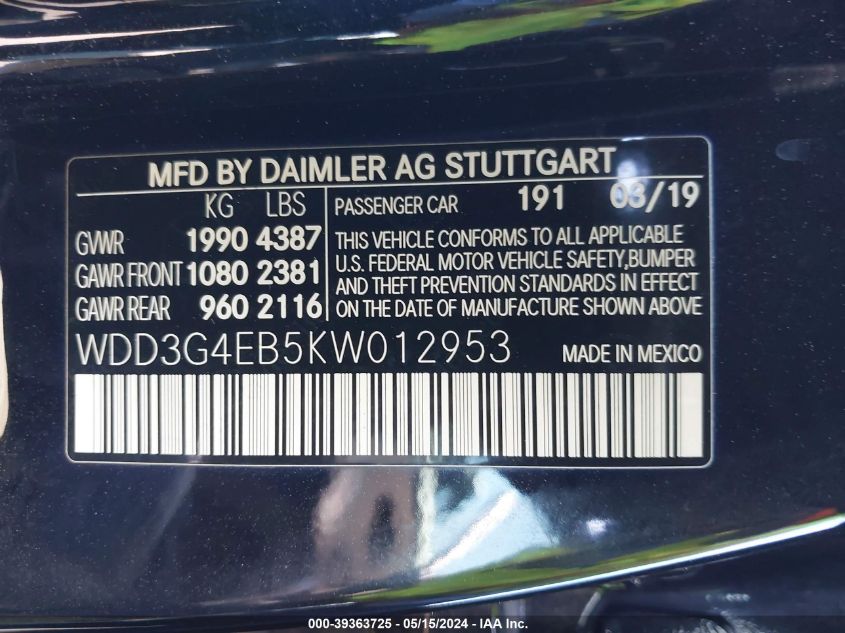 MFD BY DAIMLER AG STUTTGART
KG LBS
GVWR 1990 4387
GAWR FRONT 1080 2381
GAWR REAR 960 2116
PASSENGER CAR 191 03/19
THIS VEHICLE CONFORMS TO ALL APPLICABLE
U.S. FEDERAL MOTOR VEHICLE SAFETY,BUMPER
AND THEFT PREVENTION STANDARDS IN EFFECT
ON THE DATE OF MANUFACTURE SHOWN ABOVE
WDD3G4EB5KW012953 MADE IN MEXICO
000-39363725 - 05/15/2024 - IAA Inc.